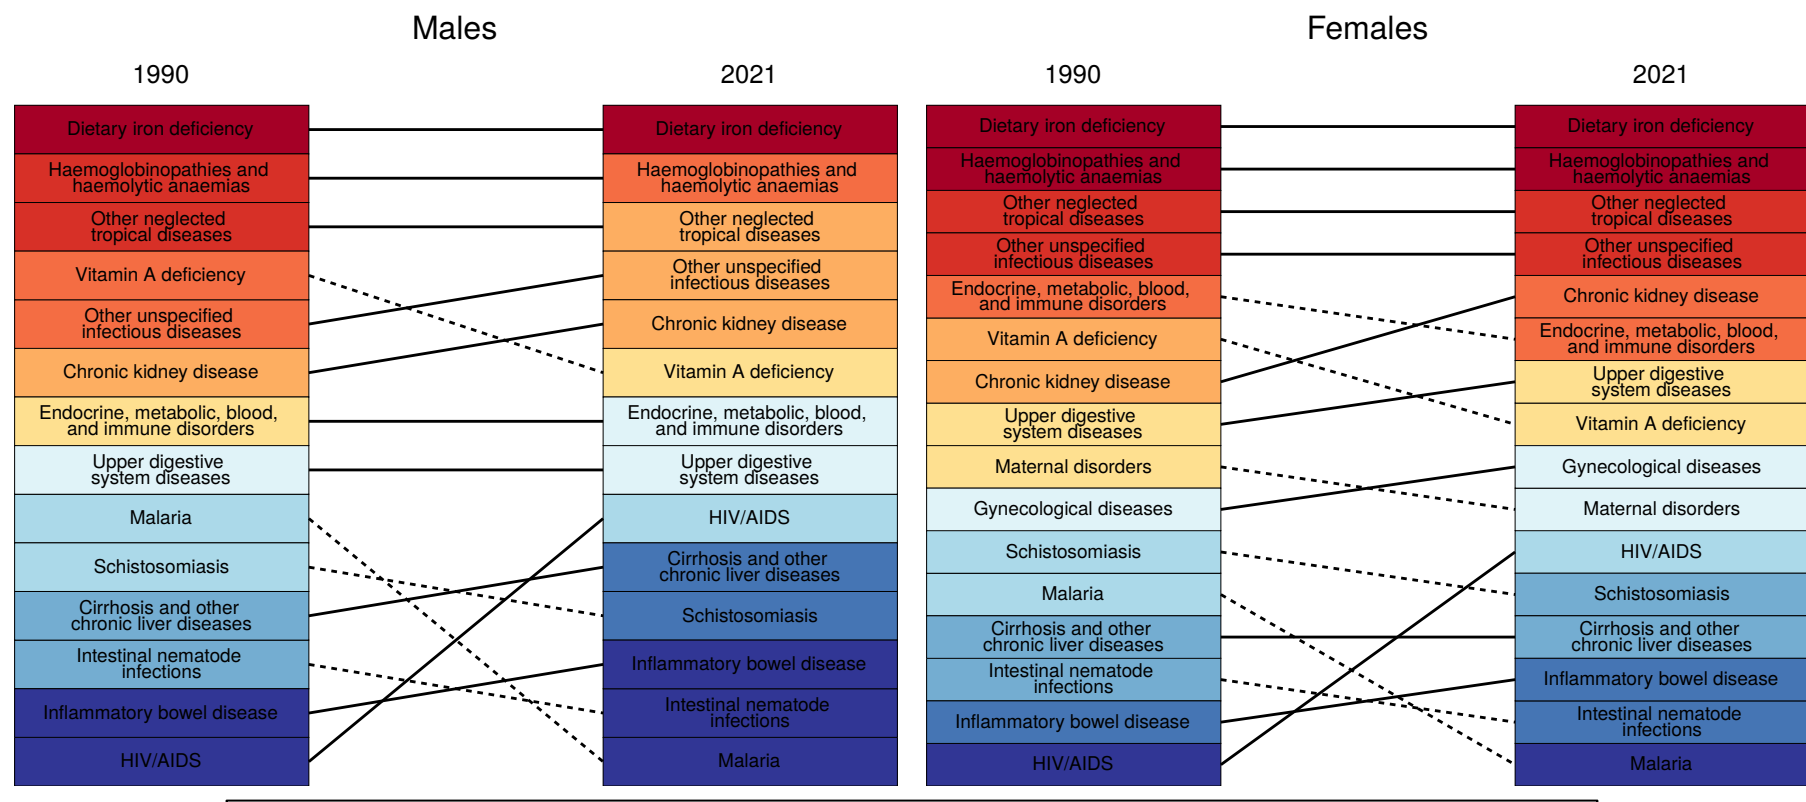 Males
1990
2021
Dietary iron deficiency
Haemoglobinopathies and
haemolytic anaemias
Other neglected
tropical diseases
Vitamin A deficiency
Other unspecified
infectious diseases
Chronic kidney disease
Endocrine, metabolic, blood,
and immune disorders
Upper digestive
system diseases
Malaria
Schistosomiasis
Cirrhosis and other
chronic liver diseases
Intestinal nematode
infections
Inflammatory bowel disease
HIV/AIDS
Dietary iron deficiency
Haemoglobinopathies and
haemolytic anaemias
Other neglected
tropical diseases
Other unspecified
infectious diseases
Chronic kidney disease
Vitamin A deficiency
Endocrine, metabolic, blood,
and immune disorders
Upper digestive
system diseases
HIV/AIDS
Cirrhosis and other
chronic liver diseases
Schistosomiasis
Inflammatory bowel disease
Intestinal nematode
infections
Malaria
Females
1990
2021
Dietary iron deficiency
Haemoglobinopathies and
haemolytic anaemias
Other neglected
tropical diseases
Other unspecified
infectious diseases
Endocrine, metabolic, blood,
and immune disorders
Vitamin A deficiency
Chronic kidney disease
Upper digestive
system diseases
Maternal disorders
Gynecological diseases
Schistosomiasis
Malaria
Cirrhosis and other
chronic liver diseases
Intestinal nematode
infections
Inflammatory bowel disease
HIV/AIDS
Dietary iron deficiency
Haemoglobinopathies and
haemolytic anaemias
Other neglected
tropical diseases
Other unspecified
infectious diseases
Chronic kidney disease
Endocrine, metabolic, blood,
and immune disorders
Upper digestive
system diseases
Vitamin A deficiency
Gynecological diseases
Maternal disorders
HIV/AIDS
Schistosomiasis
Cirrhosis and other
chronic liver diseases
Inflammatory bowel disease
Intestinal nematode
infections
Malaria